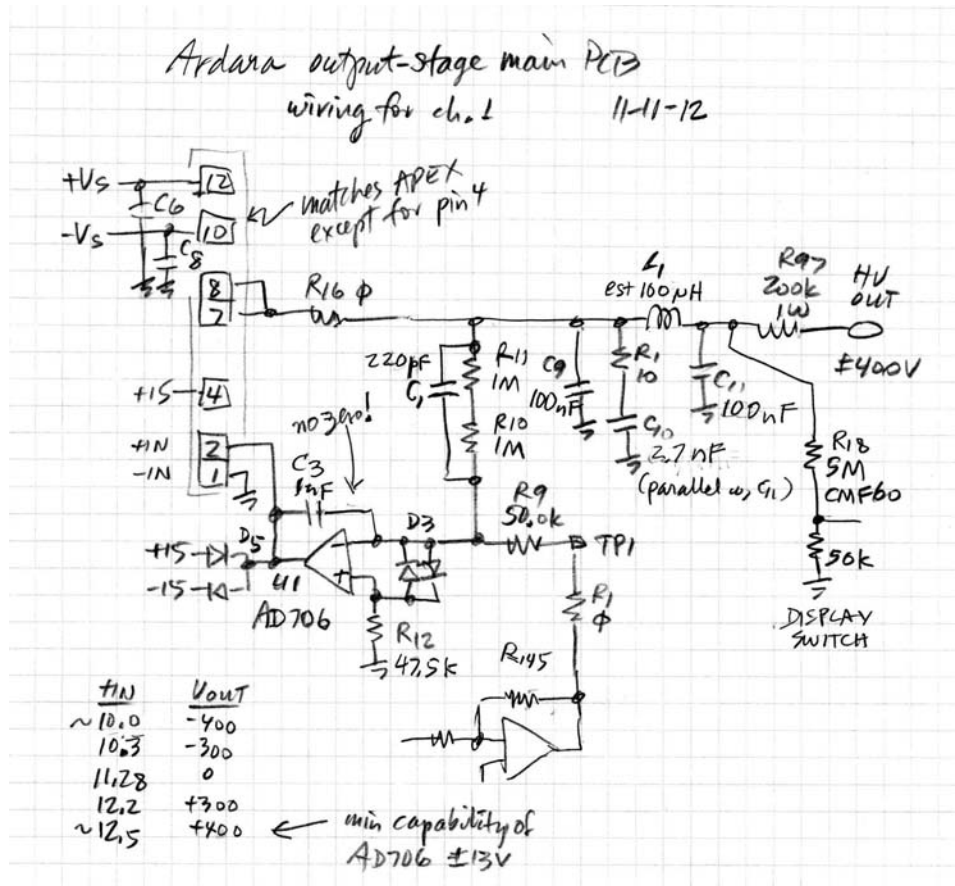 Ardara output-stage main PCB
wiring for ch. 1 11-11-12
+Vs
12
C6
matches APEX
except for pin 4
-Vs
10
C8
8
7
R16 φ
L1
est 100μH
R97
200k
1W
HV
OUT
±400V
220pF
C1
R11
1M
R10
1M
C9
100nF
R1
10
C10
2.7nF
(parallel w/ C11)
C11
100nF
R18
5M
CMF60
50k
DISPLAY
SWITCH
+15
4
+IN
2
-IN
1
no zero!
C3
1nF
D3
R9
50.0k
TP1
+15
-15
D5
U1
AD706
-
+
R12
47.5k
R1
φ
R145
+IN VOUT
~10.0 -400
10.3 -300
11.28 0
12.2 +300
~12.5 +400
min capability of
AD706 ±13V